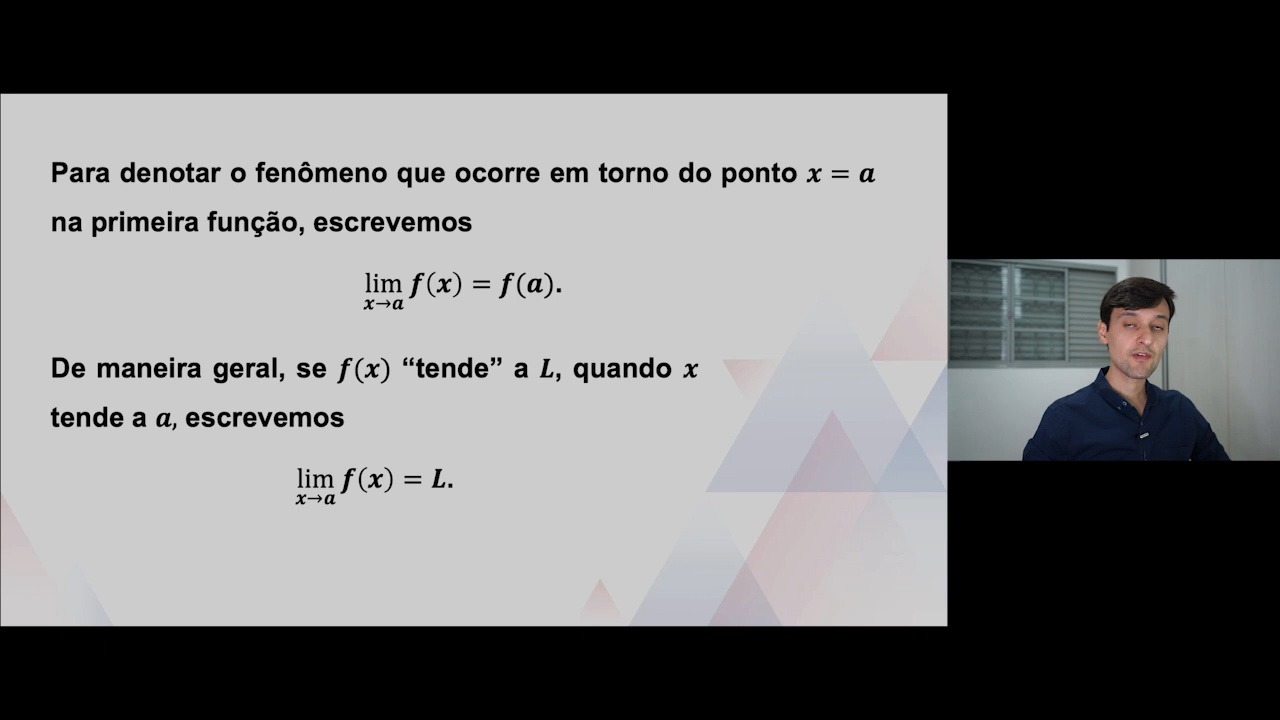 Para denotar o fenômeno que ocorre em torno do ponto x = a
na primeira função, escrevemos
lim f(x) = f(a).
x→a
De maneira geral, se f(x) “tende” a L, quando x
tende a a, escrevemos
lim f(x) = L.
x→a